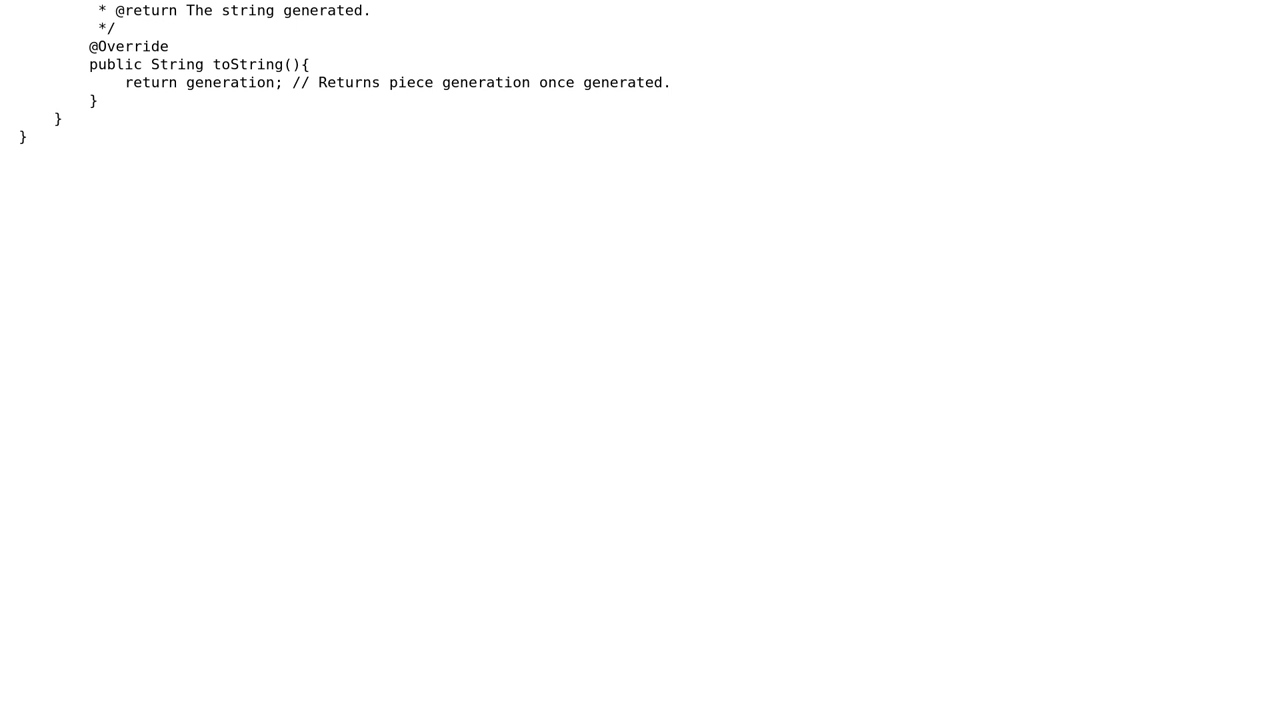 * @return The string generated.
         */
        @Override
        public String toString(){
            return generation; // Returns piece generation once generated.
        }
    }
}